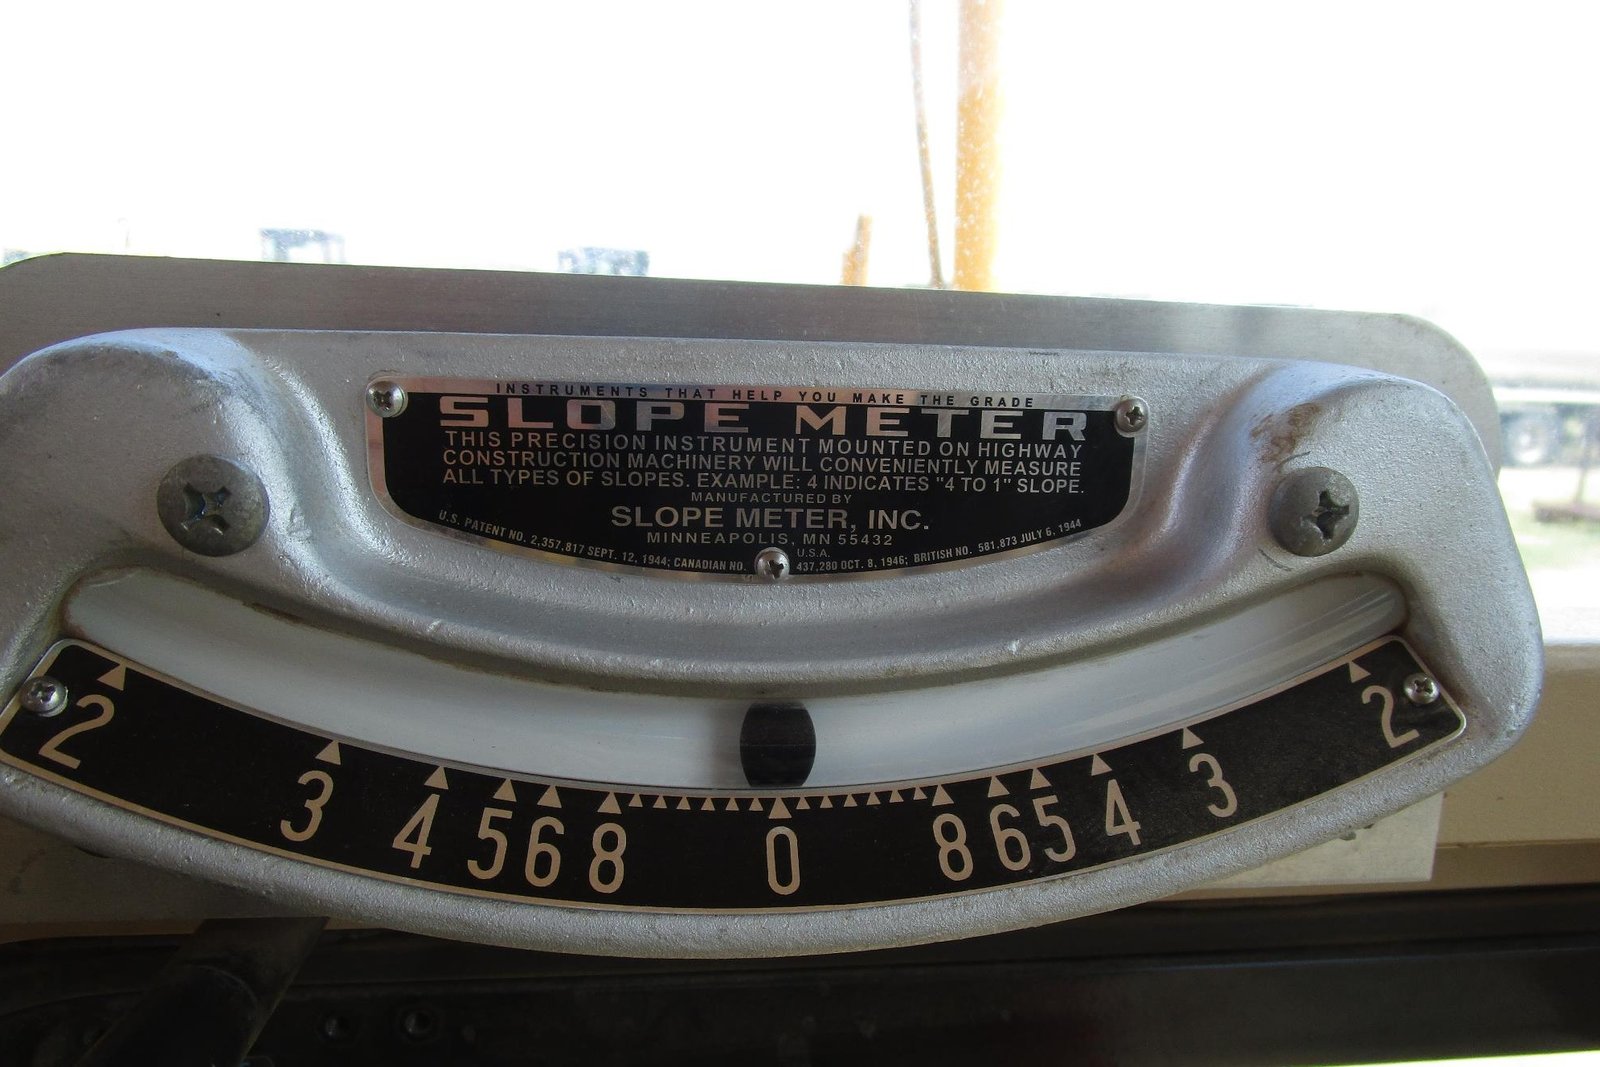 INSTRUMENTS THAT HELP YOU MAKE THE GRADE
SLOPE METER
THIS PRECISION INSTRUMENT MOUNTED ON HIGHWAY
CONSTRUCTION MACHINERY WILL CONVENIENTLY MEASURE
ALL TYPES OF SLOPES. EXAMPLE: 4 INDICATES "4 TO 1" SLOPE.
MANUFACTURED BY
SLOPE METER, INC.
MINNEAPOLIS, MN 55432
U.S.A.
U.S. PATENT NO. 2,357,817 SEPT. 12, 1944; CANADIAN NO. 437,280 OCT. 8, 1946; BRITISH NO. 581,873 JULY 6, 1944
2 3 4 5 6 8 0 8 6 5 4 3 2